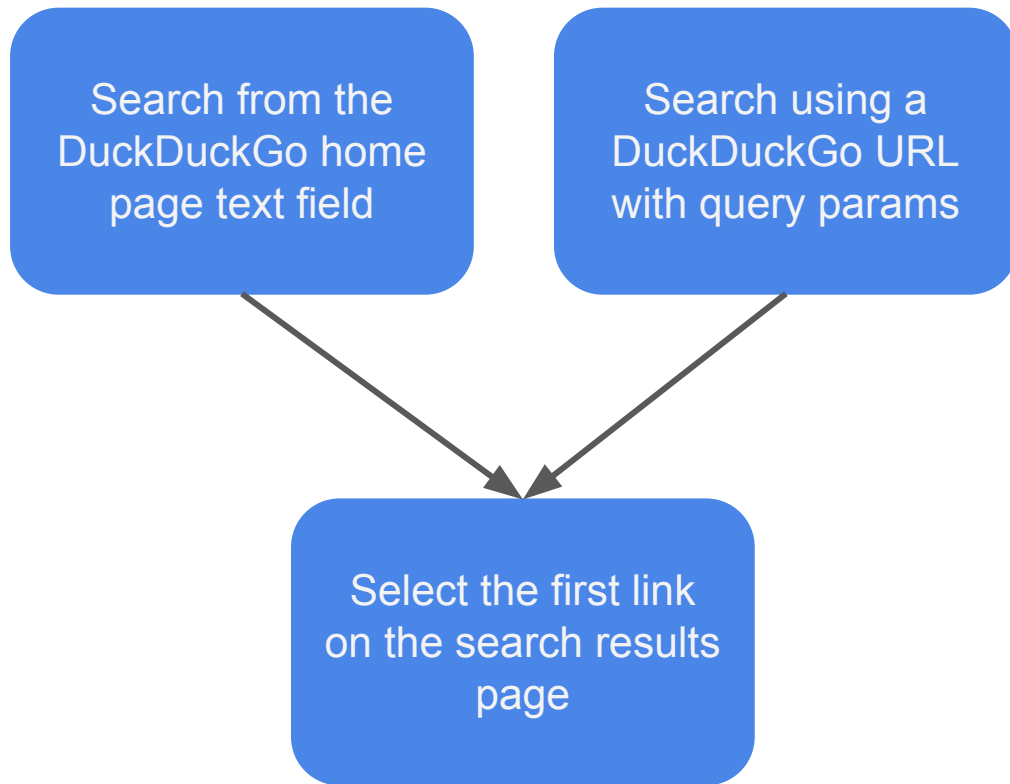 Search from the
DuckDuckGo home
page text field
Search using a
DuckDuckGo URL
with query params
Select the first link
on the search results
page